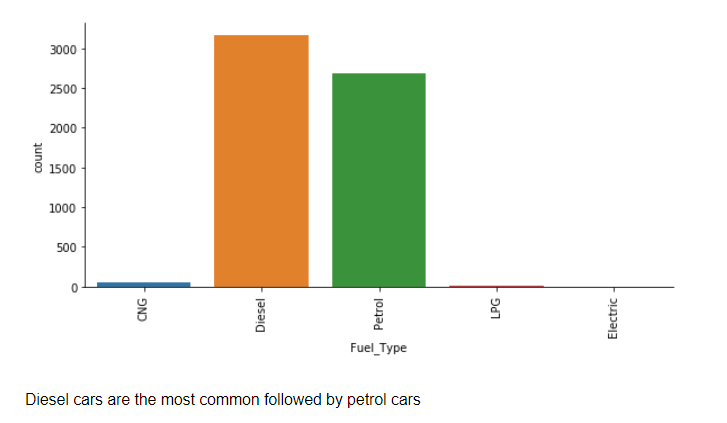 3000
2500
2000
1500
1000
500
0
count
CNG
Diesel
Petrol
LPG
Electric
Fuel_Type
Diesel cars are the most common followed by petrol cars